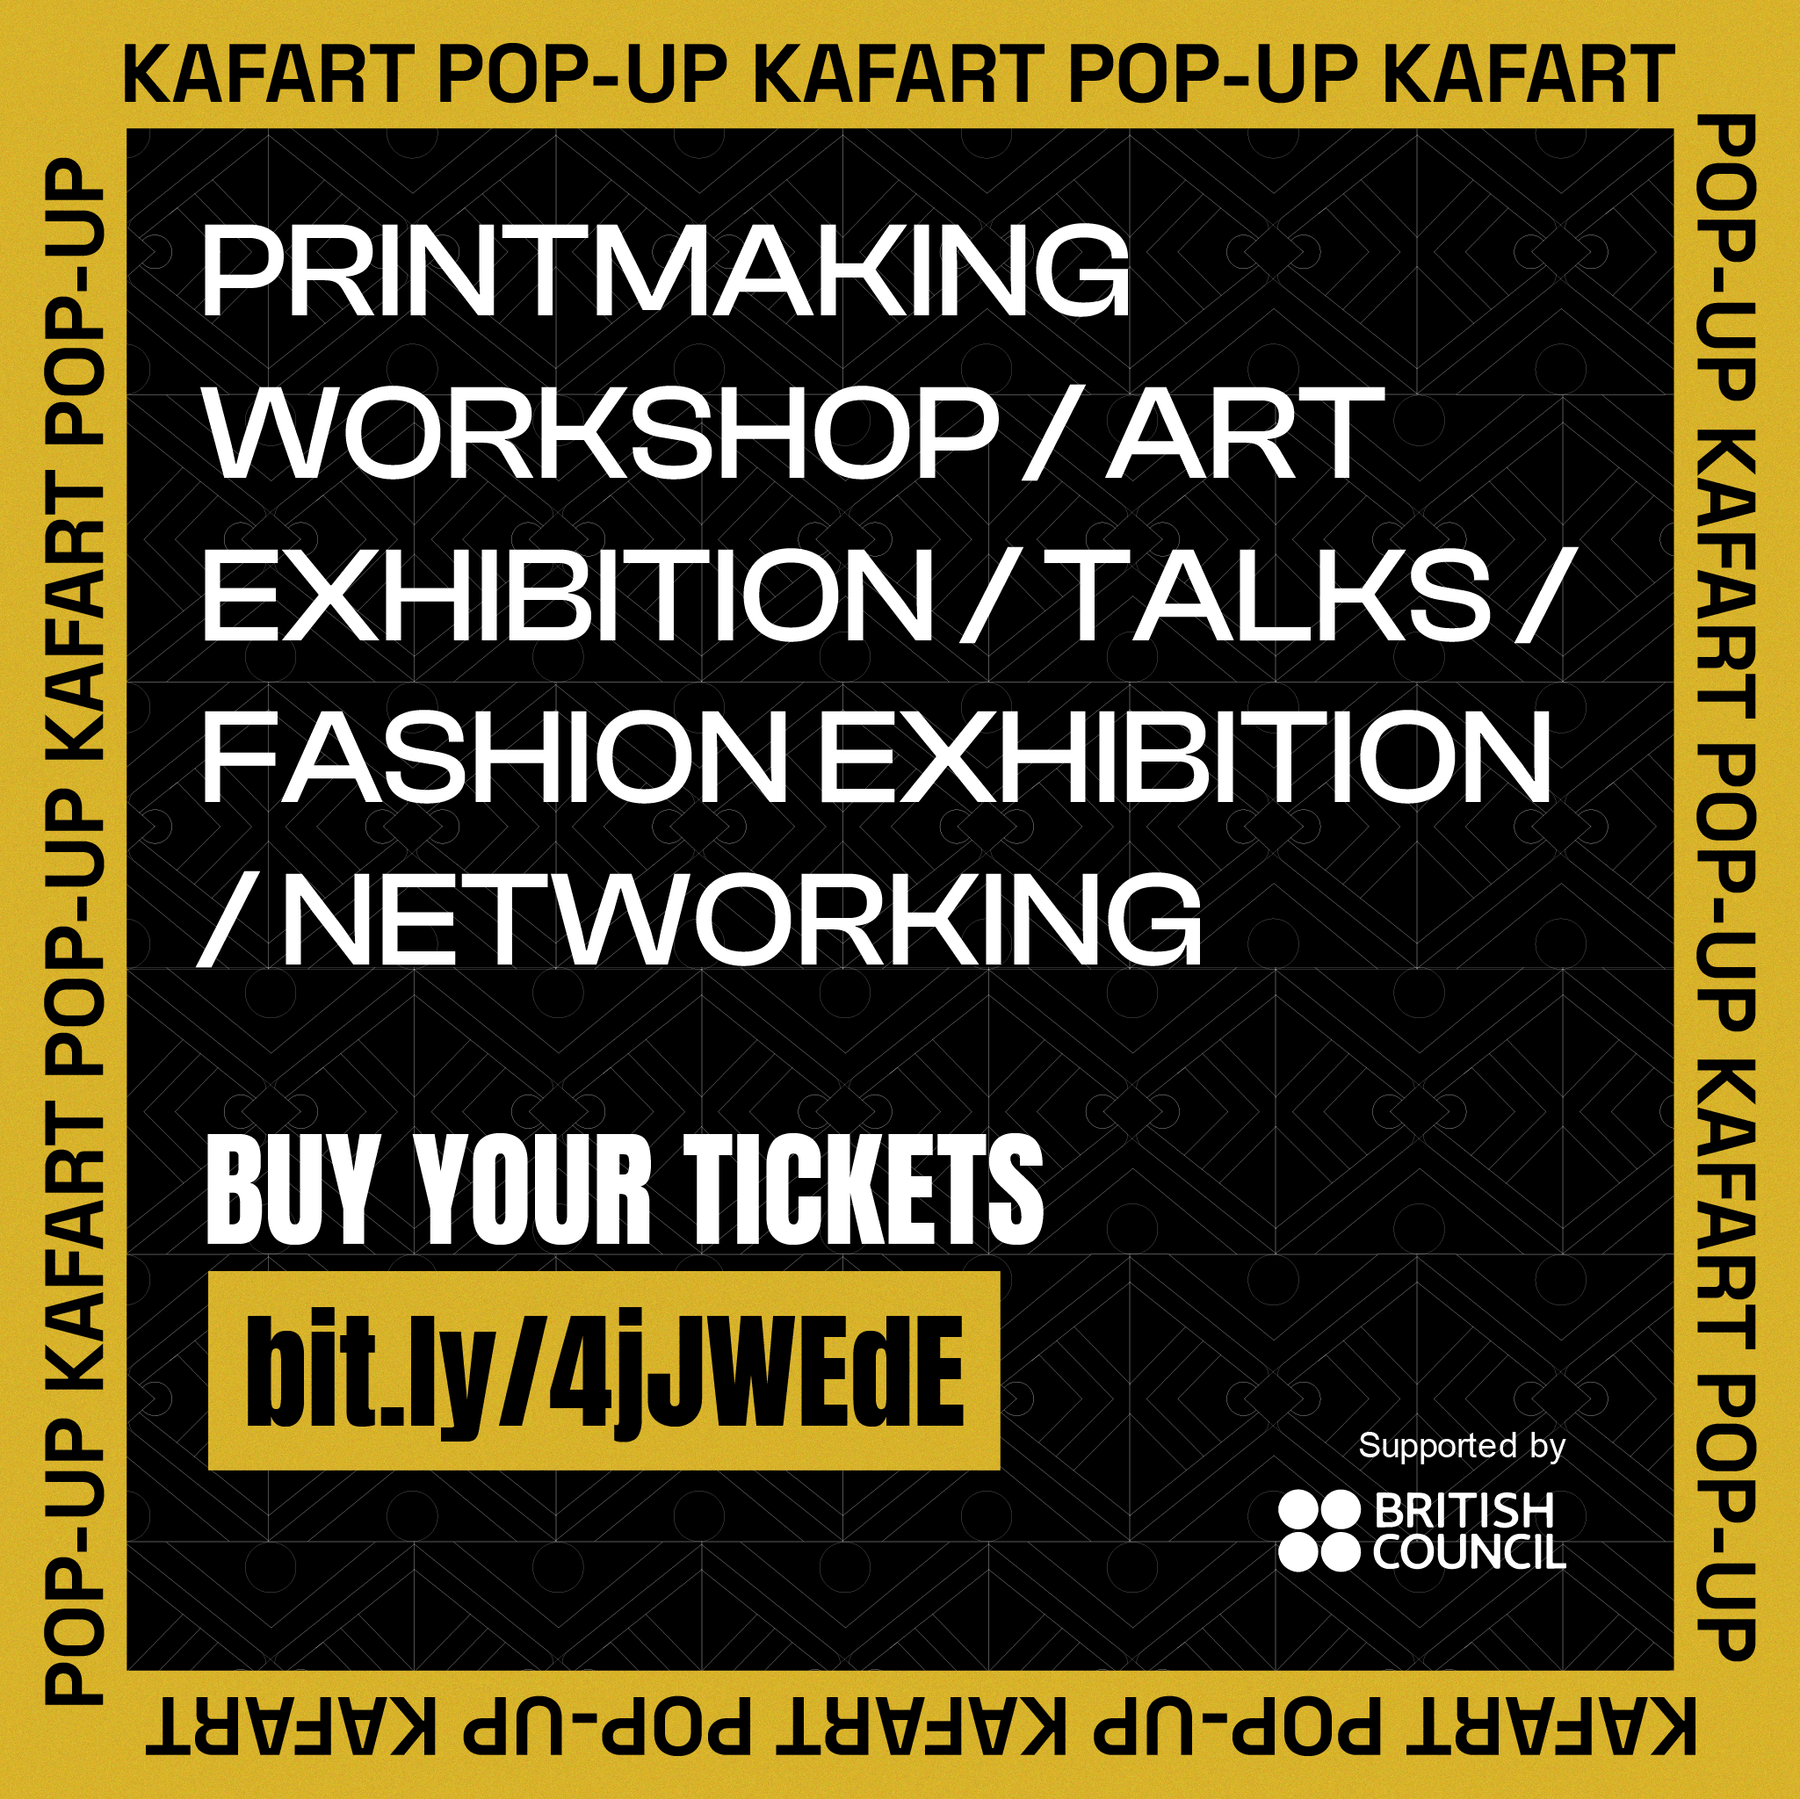 KAFART POP-UP KAFART POP-UP KAFART
POP-UP KAFART POP-UP KAFART POP-UP
KAFART POP-UP KAFART POP-UP KAFART
POP-UP KAFART POP-UP KAFART POP-UP
PRINTMAKING
WORKSHOP / ART
EXHIBITION / TALKS /
FASHION EXHIBITION
/ NETWORKING
BUY YOUR TICKETS
bit.ly/4jJWEdE
Supported by
BRITISH
COUNCIL